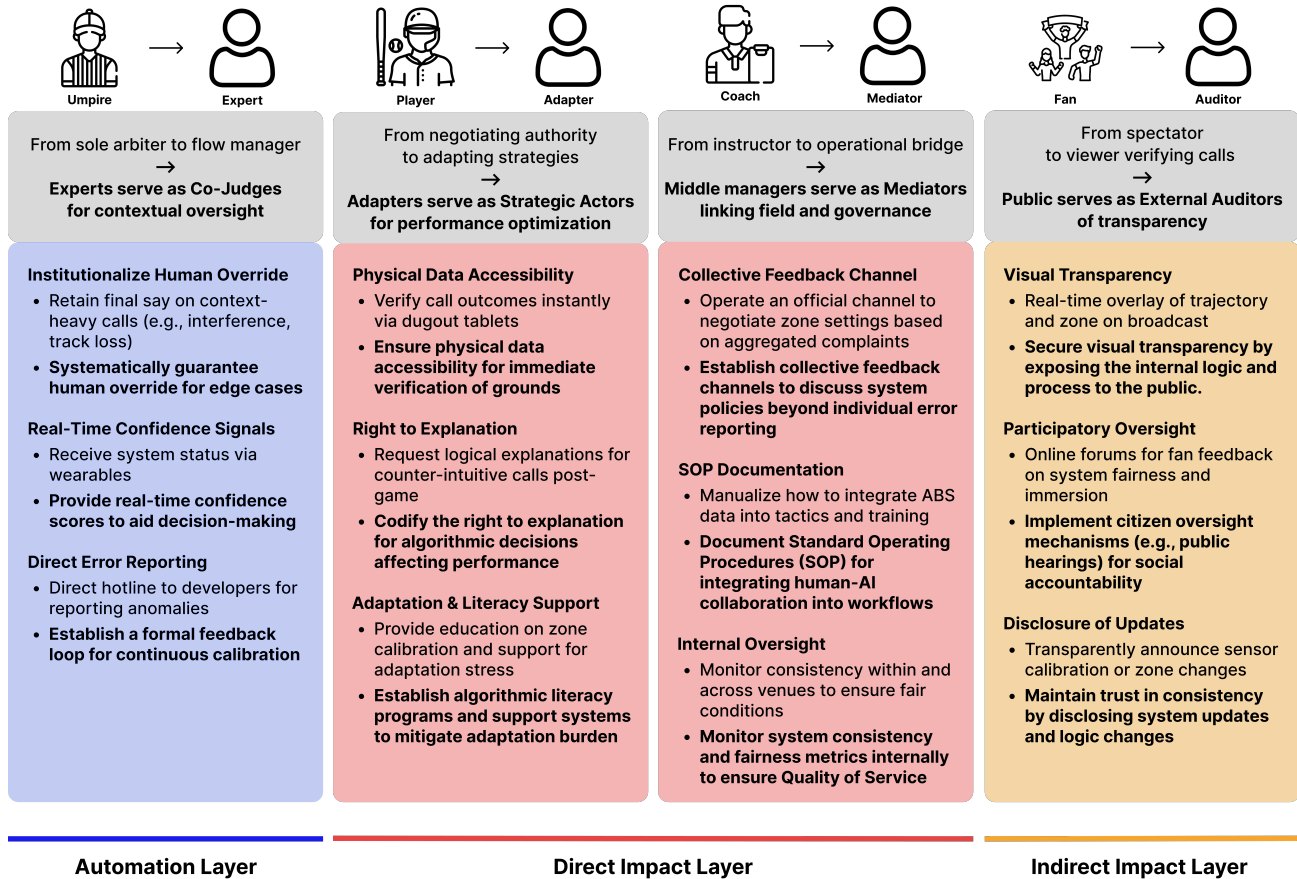 Umpire
Expert
Player
Adapter
Coach
Mediator
Fan
Auditor
From sole arbiter to flow manager
→
Experts serve as Co-Judges
for contextual oversight
From negotiating authority
to adapting strategies
→
Adapters serve as Strategic Actors
for performance optimization
From instructor to operational bridge
→
Middle managers serve as Mediators
linking field and governance
From spectator
to viewer verifying calls
→
Public serves as External Auditors
of transparency
Institutionalize Human Override
• Retain final say on context-
heavy calls (e.g., interference,
track loss)
• Systematically guarantee
human override for edge cases
Real-Time Confidence Signals
• Receive system status via
wearables
• Provide real-time confidence
scores to aid decision-making
Direct Error Reporting
• Direct hotline to developers for
reporting anomalies
• Establish a formal feedback
loop for continuous calibration
Physical Data Accessibility
• Verify call outcomes instantly
via dugout tablets
• Ensure physical data
accessibility for immediate
verification of grounds
Right to Explanation
• Request logical explanations for
counter-intuitive calls post-
game
• Codify the right to explanation
for algorithmic decisions
affecting performance
Adaptation & Literacy Support
• Provide education on zone
calibration and support for
adaptation stress
• Establish algorithmic literacy
programs and support systems
to mitigate adaptation burden
Collective Feedback Channel
• Operate an official channel to
negotiate zone settings based
on aggregated complaints
• Establish collective feedback
channels to discuss system
policies beyond individual error
reporting
SOP Documentation
• Manualize how to integrate ABS
data into tactics and training
• Document Standard Operating
Procedures (SOP) for
integrating human-AI
collaboration into workflows
Internal Oversight
• Monitor consistency within and
across venues to ensure fair
conditions
• Monitor system consistency
and fairness metrics internally
to ensure Quality of Service
Visual Transparency
• Real-time overlay of trajectory
and zone on broadcast
• Secure visual transparency by
exposing the internal logic and
process to the public.
Participatory Oversight
• Online forums for fan feedback
on system fairness and
immersion
• Implement citizen oversight
mechanisms (e.g., public
hearings) for social
accountability
Disclosure of Updates
• Transparently announce sensor
calibration or zone changes
• Maintain trust in consistency
by disclosing system updates
and logic changes
Automation Layer
Direct Impact Layer
Indirect Impact Layer